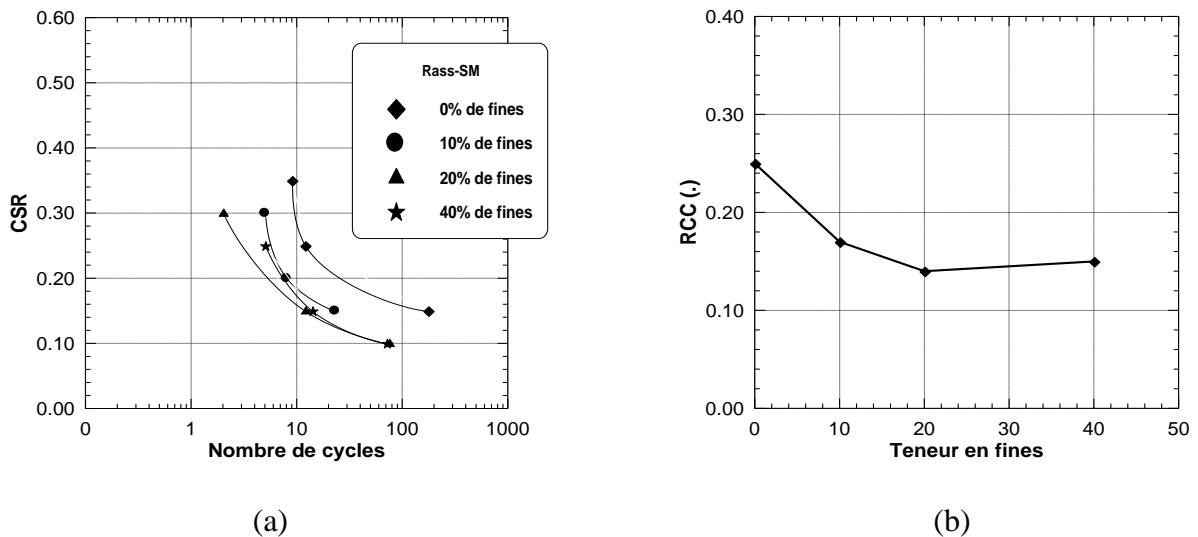 0.60
0.50
0.40
0.30
0.20
0.10
0.00
CSR
0 1 10 100 1000
Nombre de cycles
Rass-SM
0% de fines
10% de fines
20% de fines
40% de fines
(a)
0.40
0.30
0.20
0.10
0.00
RCC (.)
0 10 20 30 40 50
Teneur en fines
(b)